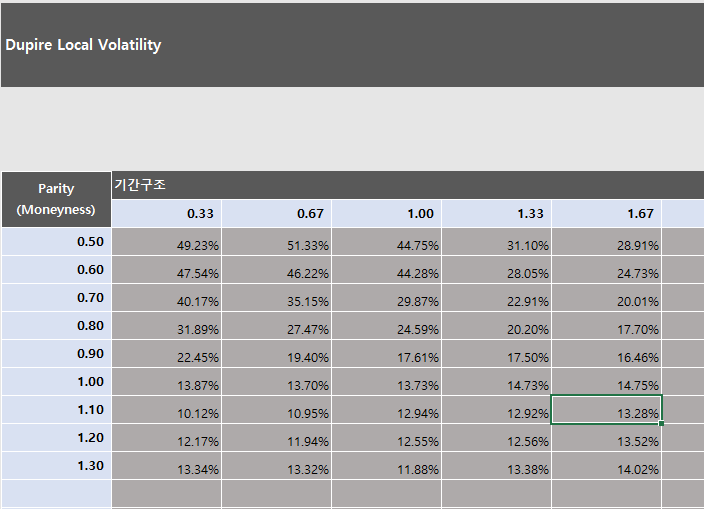 Dupire Local Volatility
Parity (Moneyness) 기간구조
0.33 0.67 1.00 1.33 1.67
0.50 49.23% 51.33% 44.75% 31.10% 28.91%
0.60 47.54% 46.22% 44.28% 28.05% 24.73%
0.70 40.17% 35.15% 29.87% 22.91% 20.01%
0.80 31.89% 27.47% 24.59% 20.20% 17.70%
0.90 22.45% 19.40% 17.61% 17.50% 16.46%
1.00 13.87% 13.70% 13.73% 14.73% 14.75%
1.10 10.12% 10.95% 12.94% 12.92% 13.28%
1.20 12.17% 11.94% 12.55% 12.56% 13.52%
1.30 13.34% 13.32% 11.88% 13.38% 14.02%